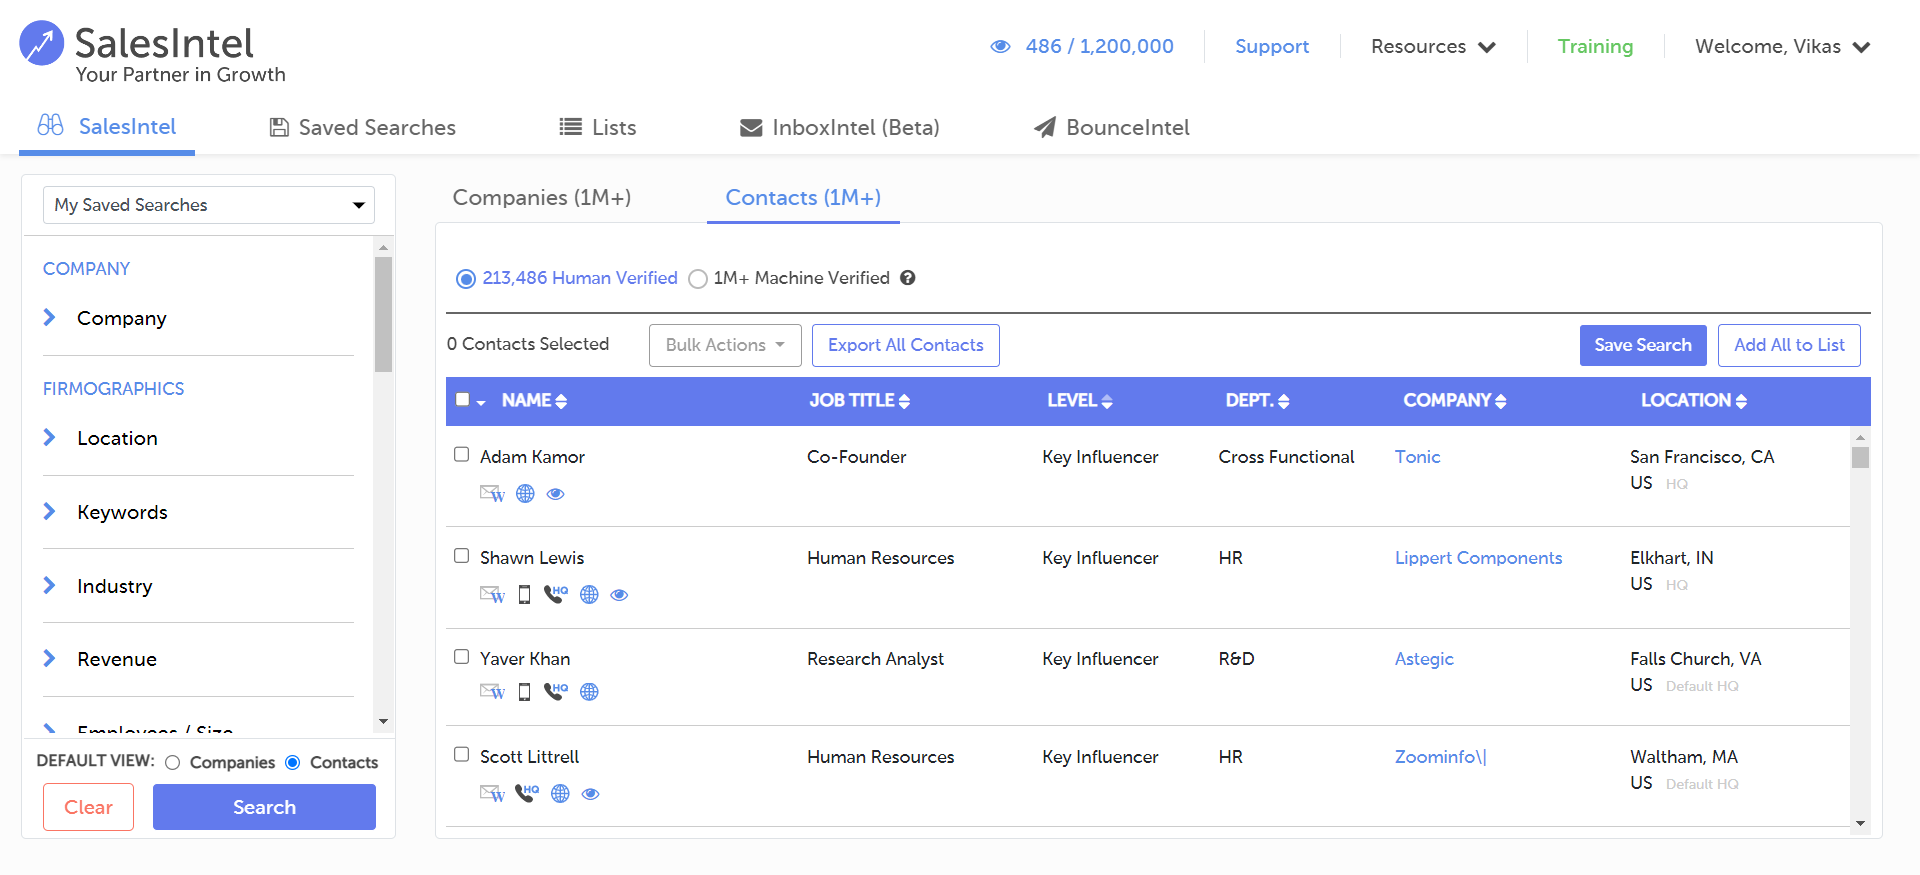 SalesIntel
Your Partner in Growth
486 / 1,200,000
Support
Resources
Training
Welcome, Vikas
SalesIntel
Saved Searches
Lists
InboxIntel (Beta)
BounceIntel
My Saved Searches
COMPANY
Company
FIRMOGRAPHICS
Location
Keywords
Industry
Revenue
Employees / Size
DEFAULT VIEW: Companies Contacts
Clear
Search
Companies (1M+)
Contacts (1M+)
213,486 Human Verified 1M+ Machine Verified ?
0 Contacts Selected Bulk Actions Export All Contacts Save Search Add All to List
NAME JOB TITLE LEVEL DEPT. COMPANY LOCATION
Adam Kamor Co-Founder Key Influencer Cross Functional Tonic San Francisco, CA
W US HQ
Shawn Lewis Human Resources Key Influencer HR Lippert Components Elkhart, IN
W HQ US HQ
Yaver Khan Research Analyst Key Influencer R&D Astegic Falls Church, VA
W HQ US Default HQ
Scott Littrell Human Resources Key Influencer HR Zoominfo\| Waltham, MA
W HQ US Default HQ